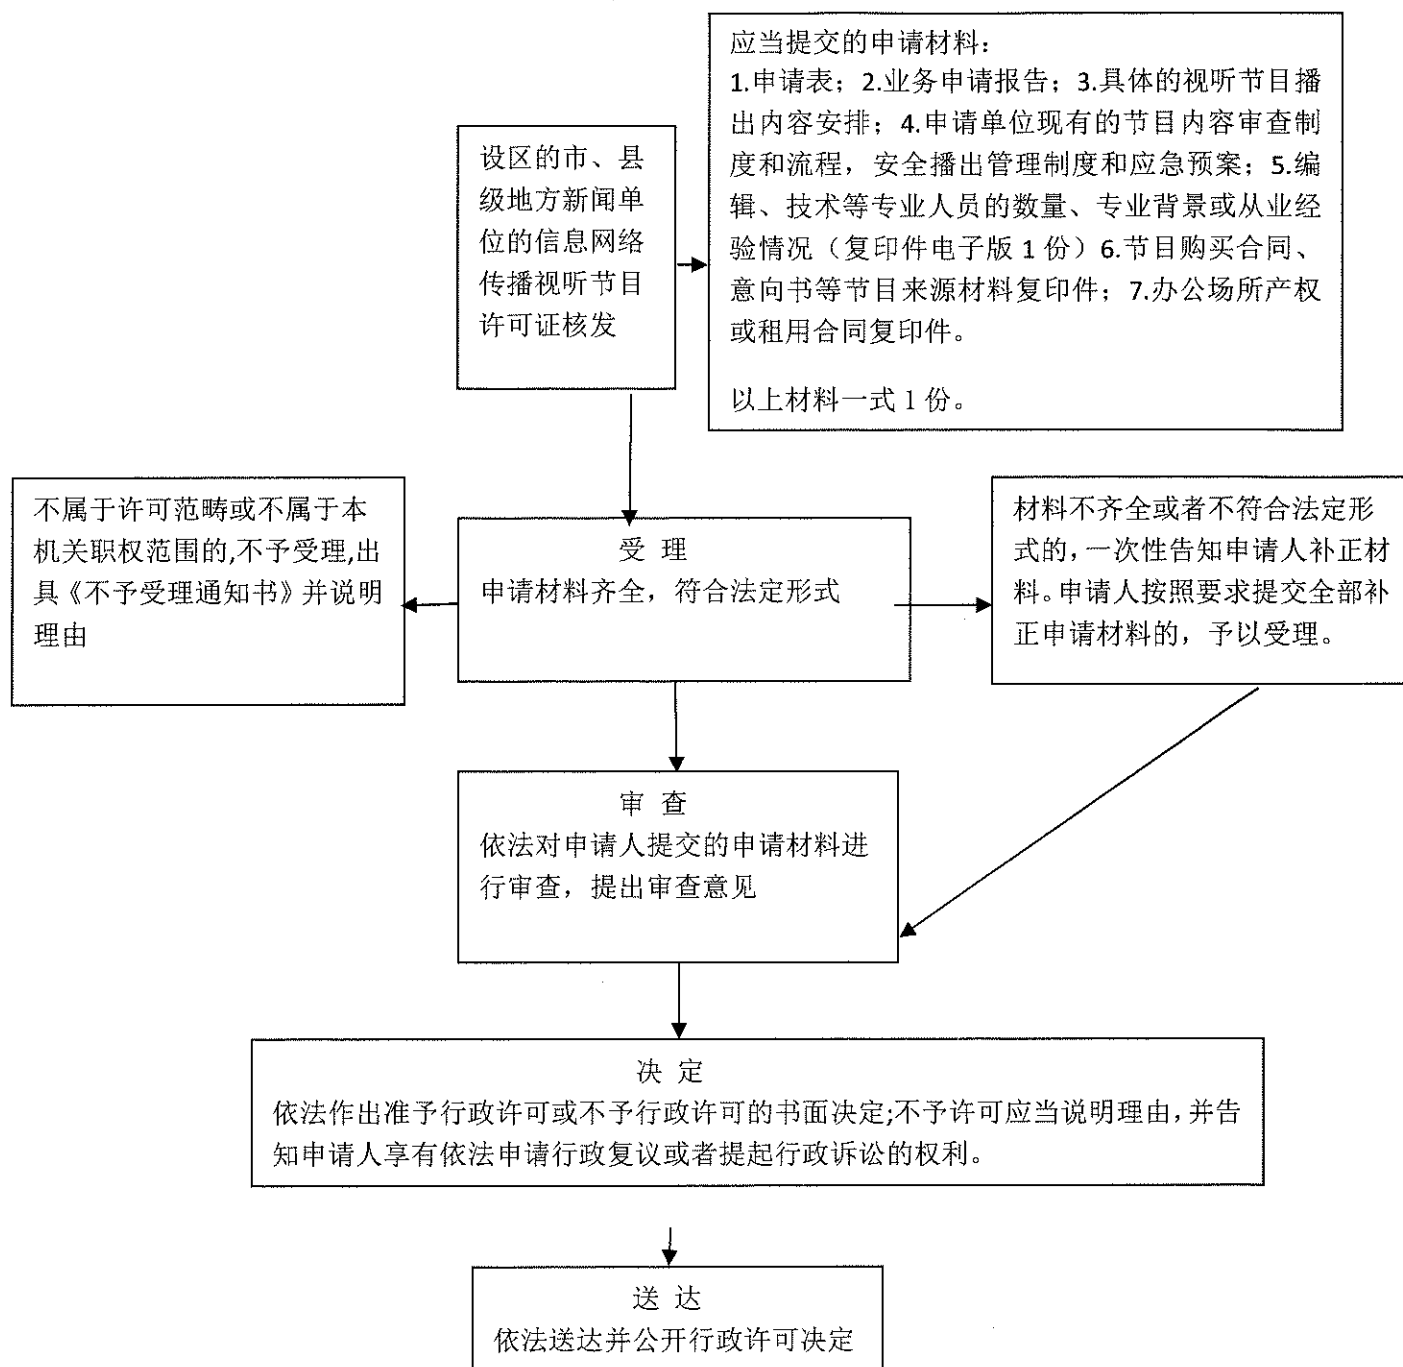 应当提交的申请材料：
1.申请表；2.业务申请报告；3.具体的视听节目播
出内容安排；4.申请单位现有的节目内容审查制
度和流程，安全播出管理制度和应急预案；5.编
辑、技术等专业人员的数量、专业背景或从业经
验情况（复印件电子版 1 份）6.节目购买合同、
意向书等节目来源材料复印件；7.办公场所产权
或租用合同复印件。
以上材料一式 1 份。
设区的市、县
级地方新闻单
位的信息网络
传播视听节目
许可证核发
不属于许可范畴或不属于本
机关职权范围的,不予受理,出
具《不予受理通知书》并说明
理由
受 理
申请材料齐全，符合法定形式
材料不齐全或者不符合法定形
式的，一次性告知申请人补正材
料。申请人按照要求提交全部补
正申请材料的，予以受理。
审 查
依法对申请人提交的申请材料进
行审查，提出审查意见
决 定
依法作出准予行政许可或不予行政许可的书面决定;不予许可应当说明理由,并告
知申请人享有依法申请行政复议或者提起行政诉讼的权利。
送 达
依法送达并公开行政许可决定